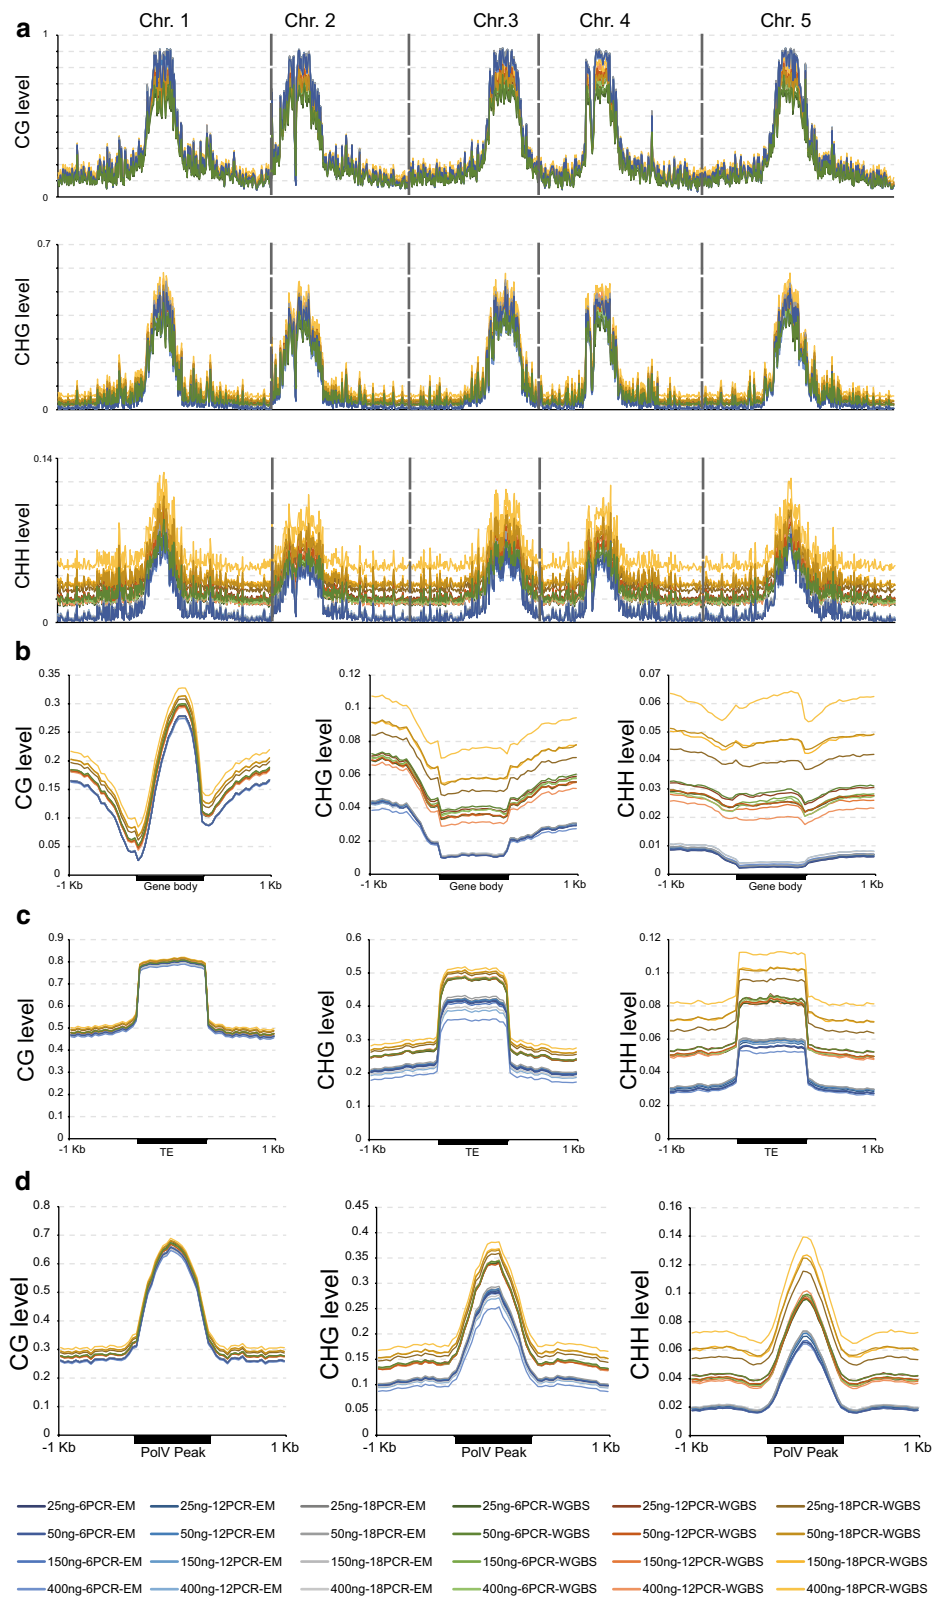 a
Chr. 1
Chr. 2
Chr.3
Chr. 4
Chr. 5
CG level
1
0
CHG level
0.7
0
CHH level
0.14
0
b
CG level
0.35
0.3
0.25
0.2
0.15
0.1
0.05
0
-1 Kb
Gene body
1 Kb
CHG level
0.12
0.1
0.08
0.06
0.04
0.02
0
-1 Kb
Gene body
1 Kb
CHH level
0.07
0.06
0.05
0.04
0.03
0.02
0.01
0
-1 Kb
Gene body
1 Kb
c
CG level
0.9
0.8
0.7
0.6
0.5
0.4
0.3
0.2
0.1
0
-1 Kb
TE
1 Kb
CHG level
0.6
0.5
0.4
0.3
0.2
0.1
0
-1 Kb
TE
1 Kb
CHH level
0.12
0.1
0.08
0.06
0.04
0.02
0
-1 Kb
TE
1 Kb
d
CG level
0.8
0.7
0.6
0.5
0.4
0.3
0.2
0.1
0
-1 Kb
PolV Peak
1 Kb
CHG level
0.45
0.4
0.35
0.3
0.25
0.2
0.15
0.1
0.05
0
-1 Kb
PolV Peak
1 Kb
CHH level
0.16
0.14
0.12
0.1
0.08
0.06
0.04
0.02
0
-1 Kb
PolV Peak
1 Kb
25ng-6PCR-EM
25ng-12PCR-EM
25ng-18PCR-EM
25ng-6PCR-WGBS
25ng-12PCR-WGBS
25ng-18PCR-WGBS
50ng-6PCR-EM
50ng-12PCR-EM
50ng-18PCR-EM
50ng-6PCR-WGBS
50ng-12PCR-WGBS
50ng-18PCR-WGBS
150ng-6PCR-EM
150ng-12PCR-EM
150ng-18PCR-EM
150ng-6PCR-WGBS
150ng-12PCR-WGBS
150ng-18PCR-WGBS
400ng-6PCR-EM
400ng-12PCR-EM
400ng-18PCR-EM
400ng-6PCR-WGBS
400ng-12PCR-WGBS
400ng-18PCR-WGBS